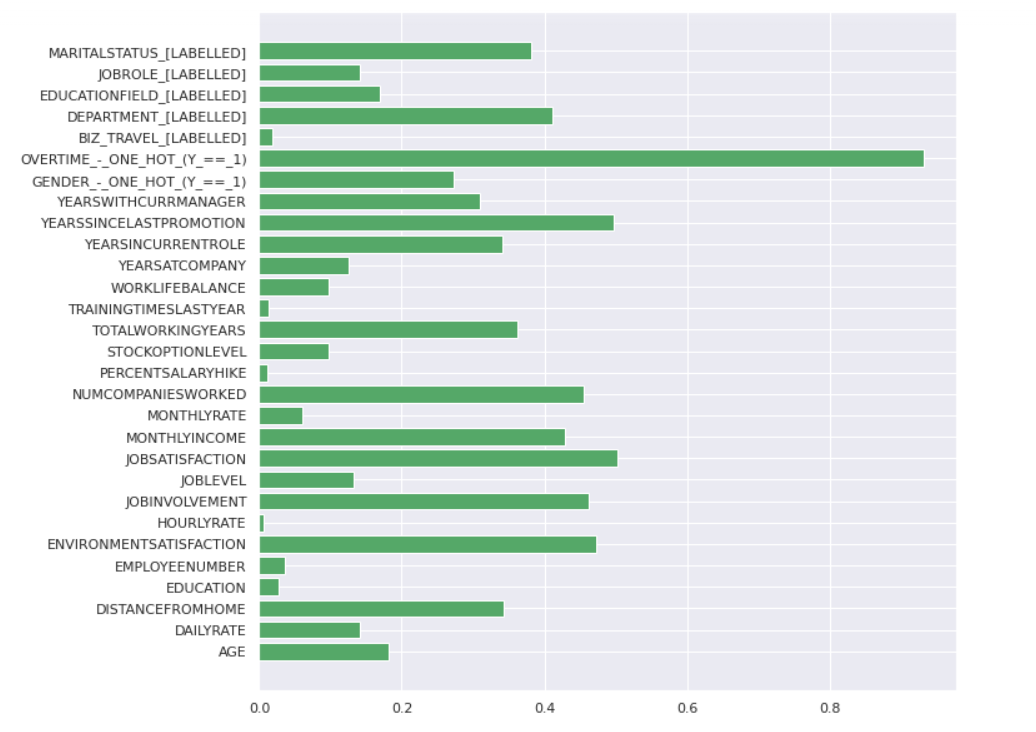 MARITALSTATUS_[LABELLED]
JOBROLE_[LABELLED]
EDUCATIONFIELD_[LABELLED]
DEPARTMENT_[LABELLED]
BIZ_TRAVEL_[LABELLED]
OVERTIME_-_ONE_HOT_(Y_==_1)
GENDER_-_ONE_HOT_(Y_==_1)
YEARSWITHCURRMANAGER
YEARSSINCELASTPROMOTION
YEARSINCURRENTROLE
YEARSATCOMPANY
WORKLIFEBALANCE
TRAININGTIMESLASTYEAR
TOTALWORKINGYEARS
STOCKOPTIONLEVEL
PERCENTSALARYHIKE
NUMCOMPANIESWORKED
MONTHLYRATE
MONTHLYINCOME
JOBSATISFACTION
JOBLEVEL
JOBINVOLVEMENT
HOURLYRATE
ENVIRONMENTSATISFACTION
EMPLOYEENUMBER
EDUCATION
DISTANCEFROMHOME
DAILYRATE
AGE
0.0 0.2 0.4 0.6 0.8